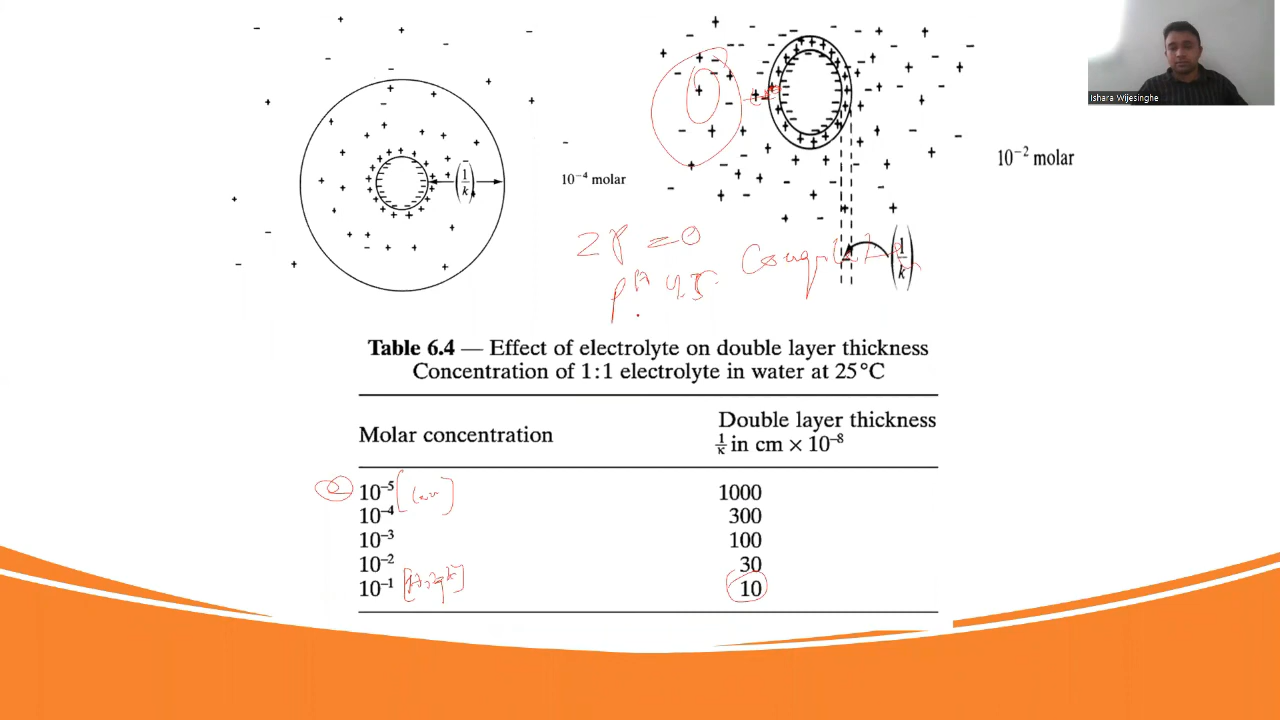 Ishara Wijesinghe
(1/k)
10⁻⁴ molar
10⁻² molar
(1/k)
Table 6.4 — Effect of electrolyte on double layer thickness
Concentration of 1:1 electrolyte in water at 25°C
Molar concentration
Double layer thickness
1/κ in cm × 10⁻⁸
10⁻⁵ 1000
10⁻⁴ 300
10⁻³ 100
10⁻² 30
10⁻¹ [High] 10